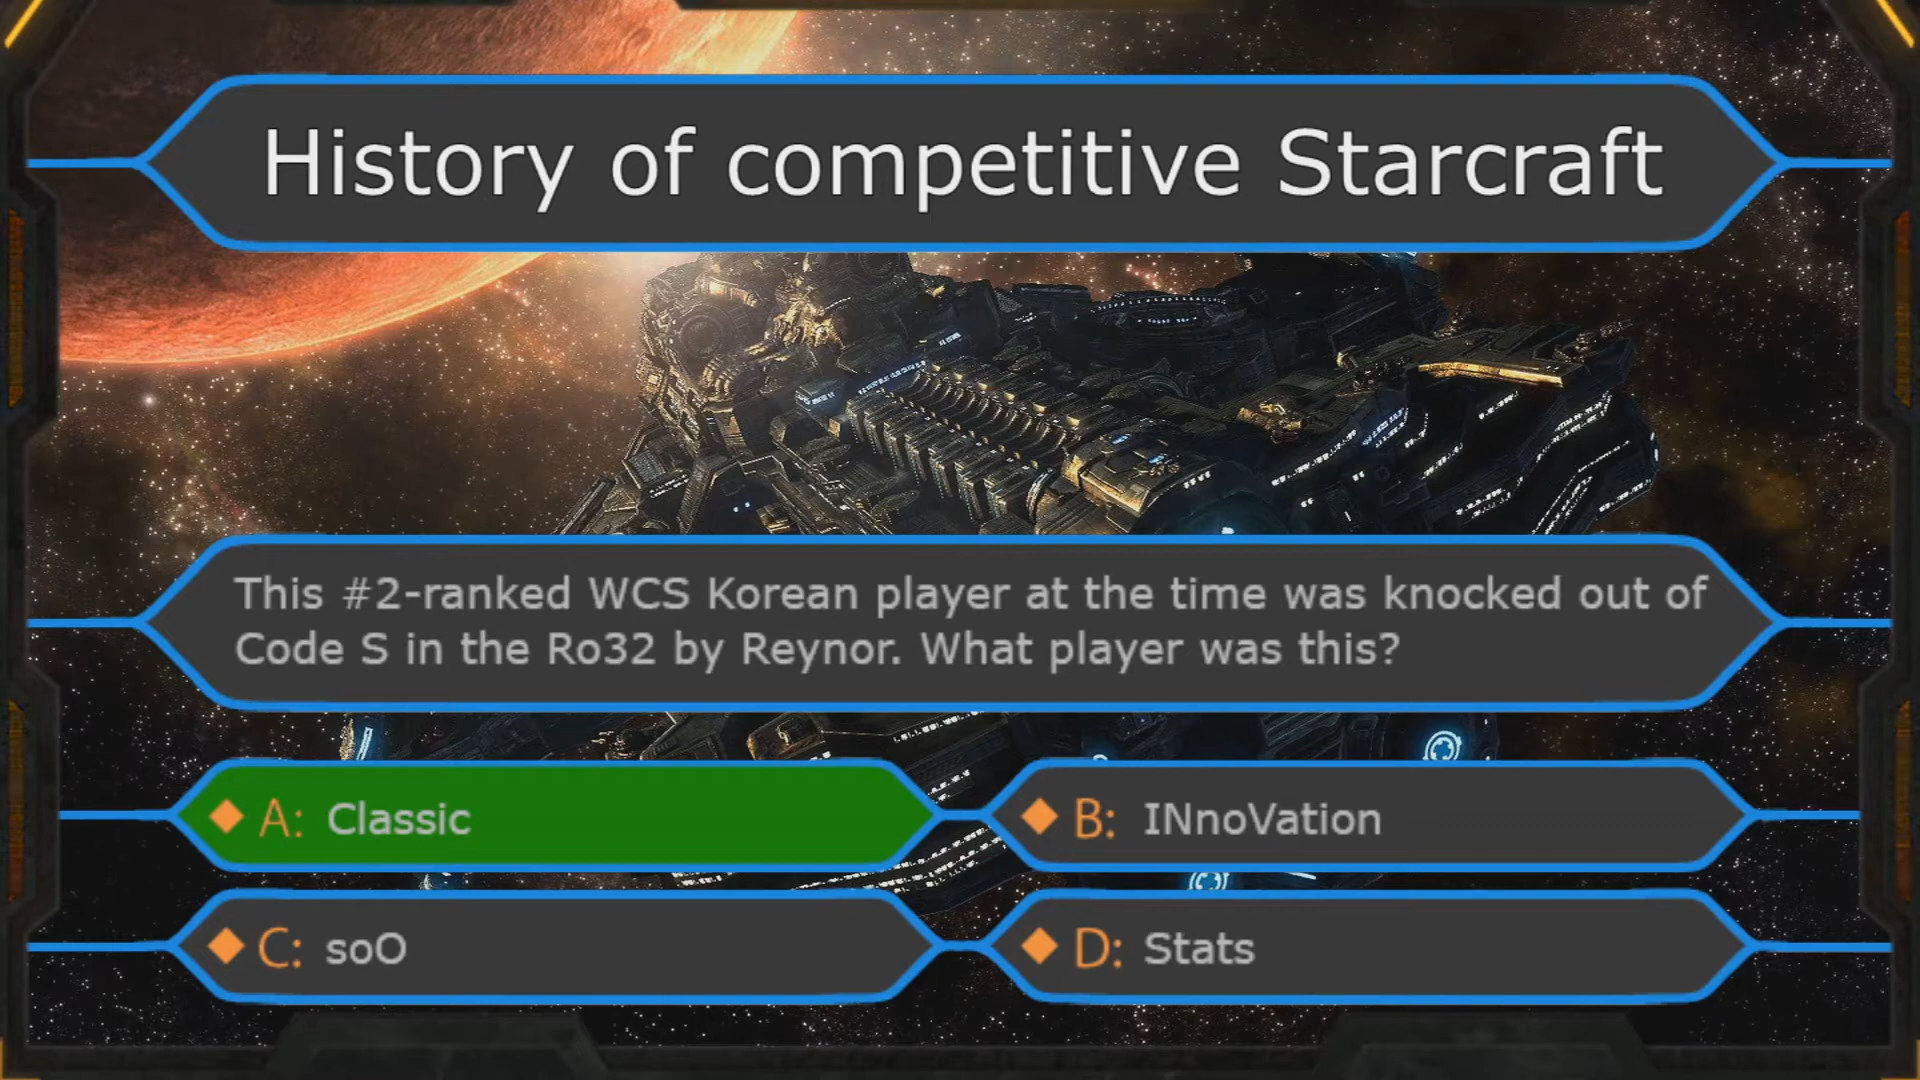 History of competitive Starcraft
This #2-ranked WCS Korean player at the time was knocked out of
Code S in the Ro32 by Reynor. What player was this?
A: Classic
B: INnoVation
C: soO
D: Stats